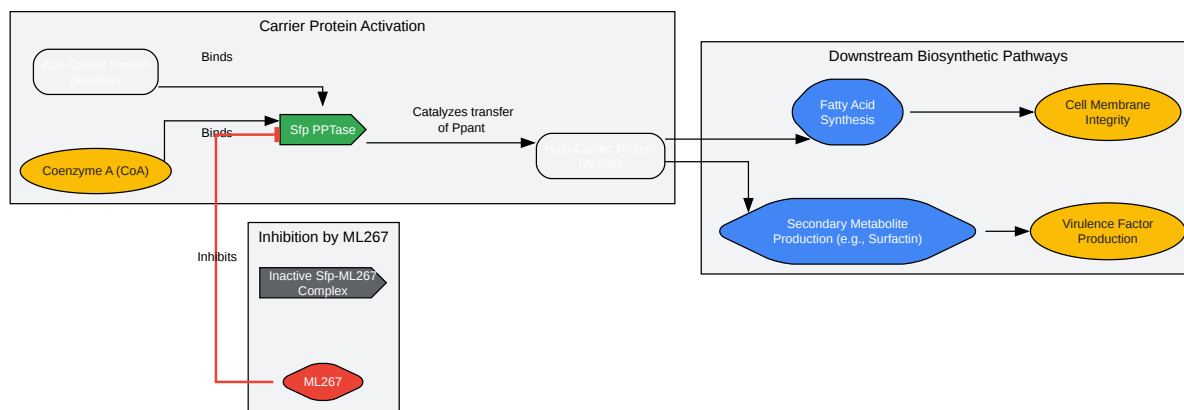 Carrier Protein Activation
Apo-Carrier Protein
(Inactive)
Binds
Binds
Sfp PPTase
Coenzyme A (CoA)
Catalyzes transfer
of Ppant
Holo-Carrier Protein
(Active)
Downstream Biosynthetic Pathways
Fatty Acid
Synthesis
Cell Membrane
Integrity
Secondary Metabolite
Production (e.g., Surfactin)
Virulence Factor
Production
Inhibition by ML267
Inhibits
Inactive Sfp-ML267
Complex
ML267